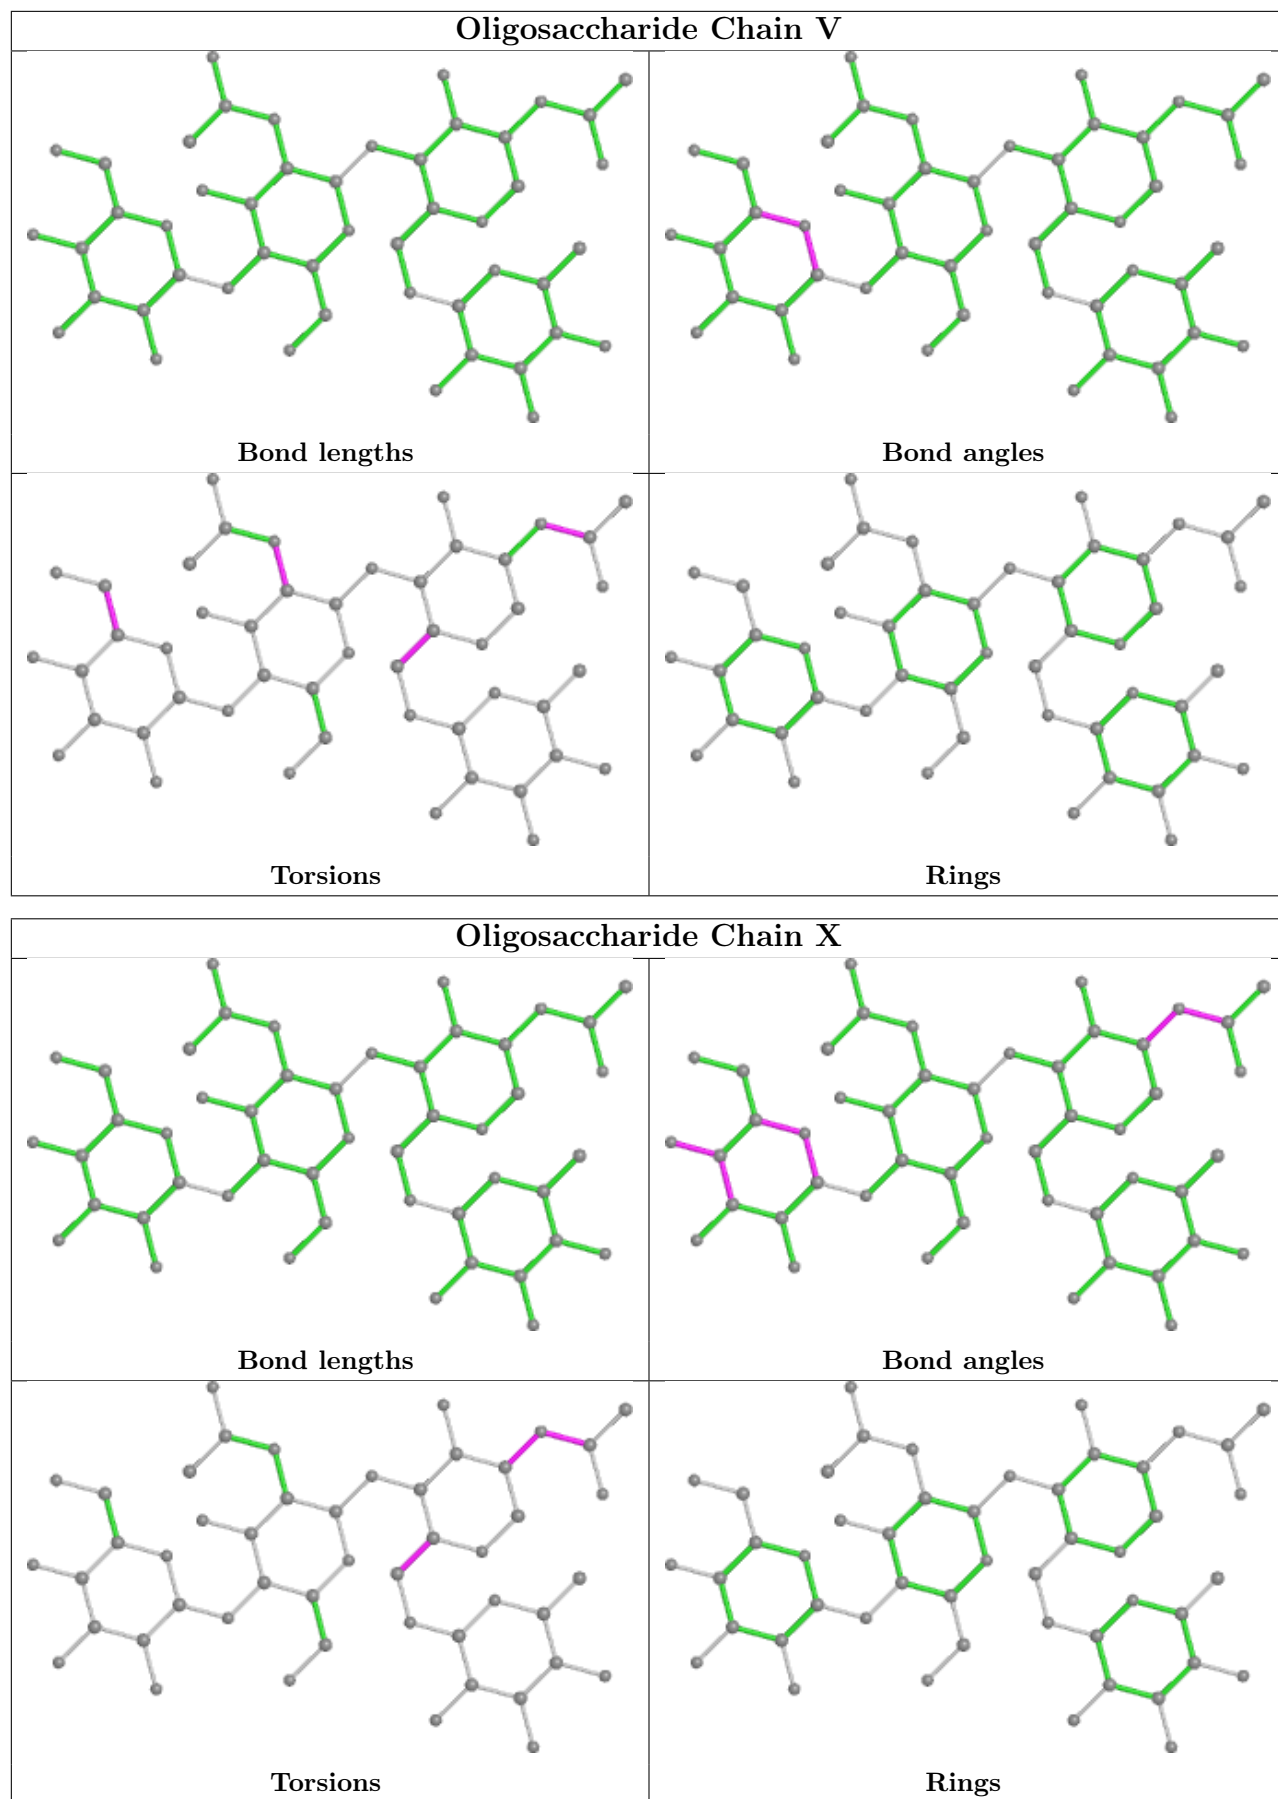 Oligosaccharide Chain V
Bond lengths
Bond angles
Torsions
Rings
Oligosaccharide Chain X
Bond lengths
Bond angles
Torsions
Rings